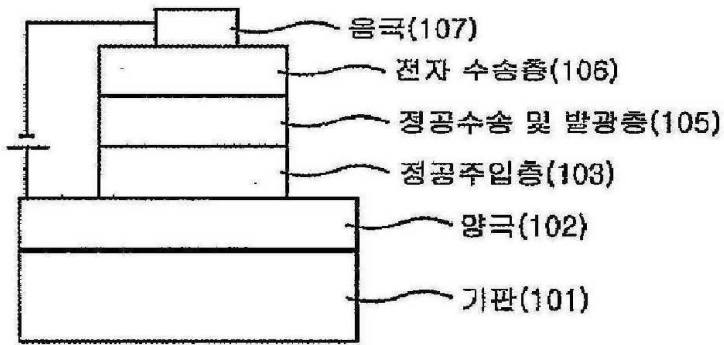 음극(107)
전자 수송층(106)
정공수송 및 발광층(105)
정공주입층(103)
양극(102)
기판(101)